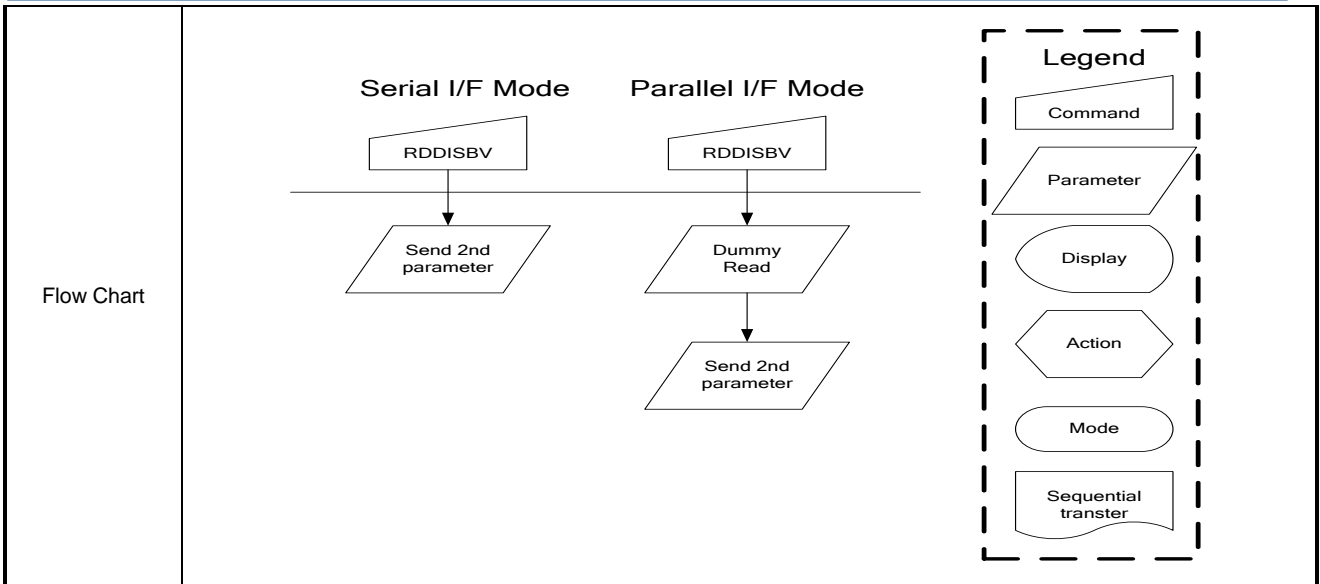 Flow Chart
Serial I/F Mode
RDDISBV
Send 2nd
parameter
Parallel I/F Mode
RDDISBV
Dummy
Read
Send 2nd
parameter
Legend
Command
Parameter
Display
Action
Mode
Sequential
transter